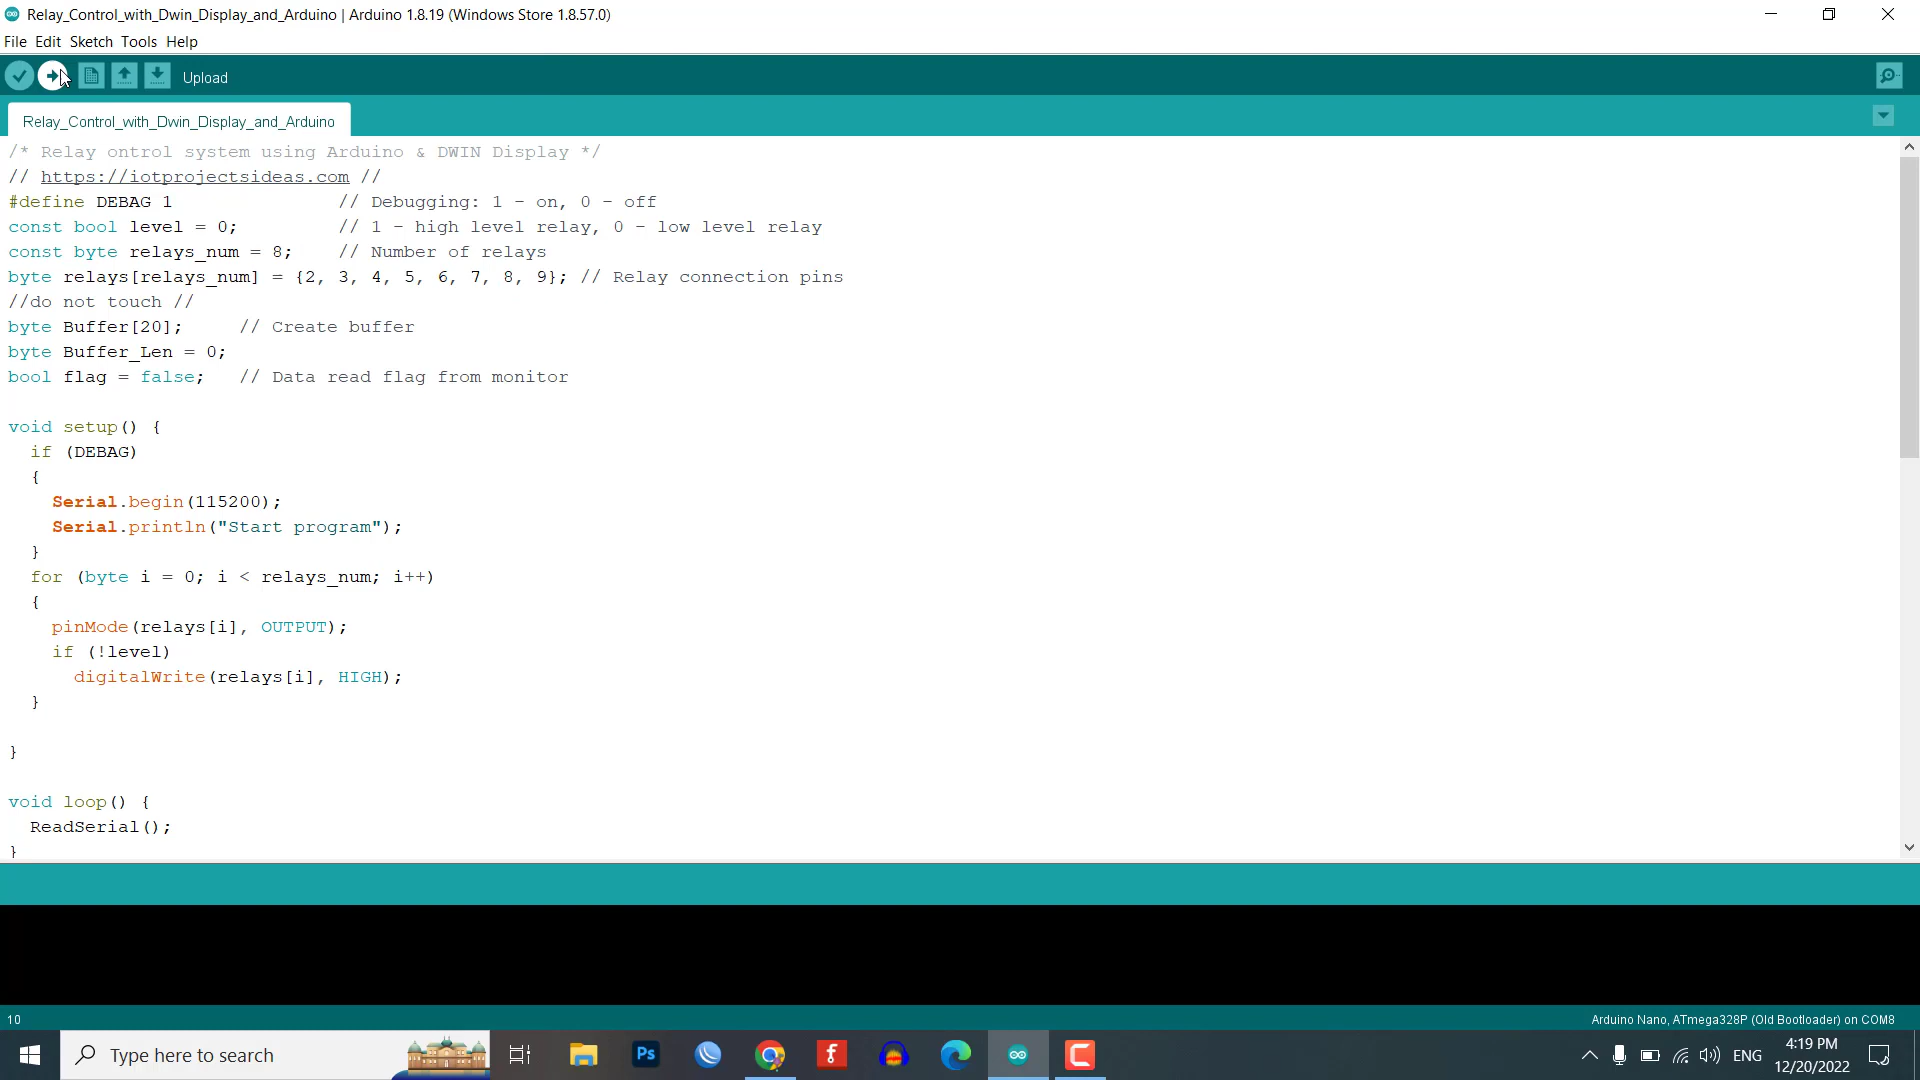 Relay_Control_with_Dwin_Display_and_Arduino | Arduino 1.8.19 (Windows Store 1.8.57.0)
File Edit Sketch Tools Help
Upload
Relay_Control_with_Dwin_Display_and_Arduino
/* Relay ontrol system using Arduino & DWIN Display */
// https://iotprojectsideas.com //
#define DEBAG 1 // Debugging: 1 - on, 0 - off
const bool level = 0; // 1 - high level relay, 0 - low level relay
const byte relays_num = 8; // Number of relays
byte relays[relays_num] = {2, 3, 4, 5, 6, 7, 8, 9}; // Relay connection pins
//do not touch //
byte Buffer[20]; // Create buffer
byte Buffer_Len = 0;
bool flag = false; // Data read flag from monitor
void setup() {
if (DEBAG)
{
Serial.begin(115200);
Serial.println("Start program");
}
for (byte i = 0; i < relays_num; i++)
{
pinMode(relays[i], OUTPUT);
if (!level)
digitalWrite(relays[i], HIGH);
}
}
void loop() {
ReadSerial();
}
10
Arduino Nano, ATmega328P (Old Bootloader) on COM8
Type here to search
Ps
ENG
4:19 PM
12/20/2022